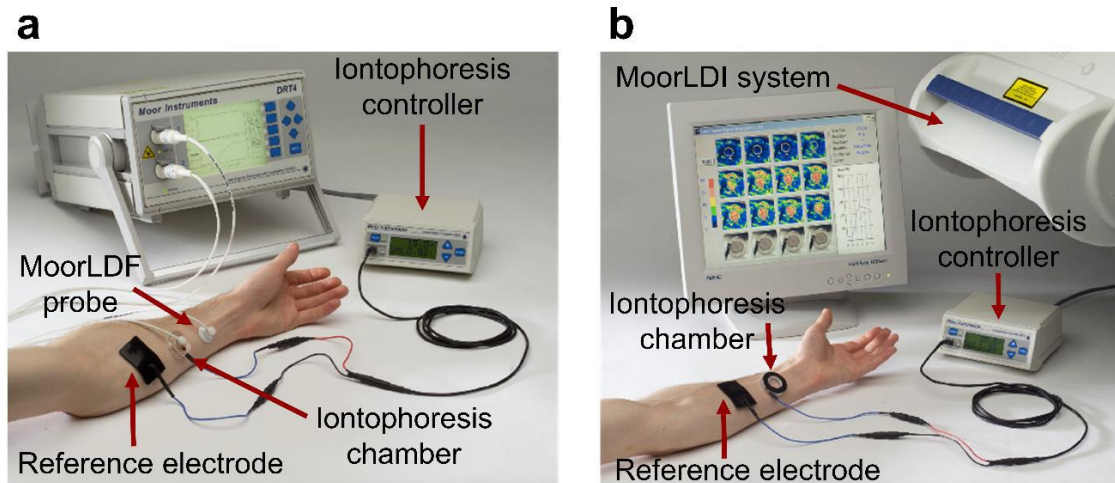 a
Iontophoresis
controller
Moor Instruments
DRT4
MoorLDF
probe
Iontophoresis
chamber
Reference electrode
b
MoorLDI system
Iontophoresis
controller
Iontophoresis
chamber
Reference electrode